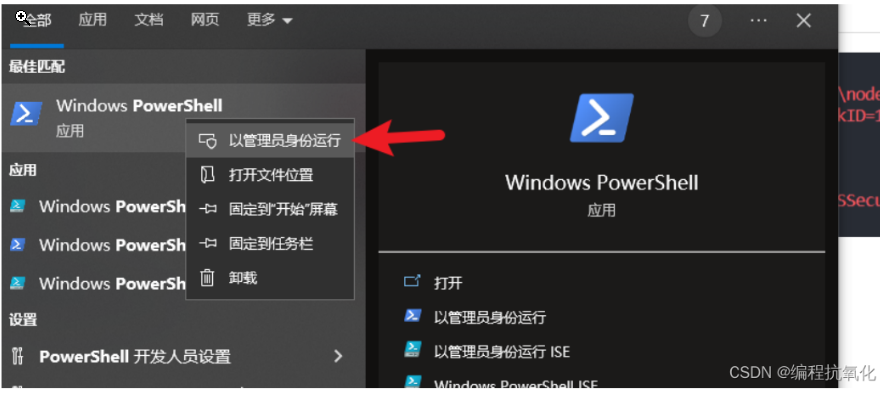 全部 应用 文档 网页 更多 7
最佳匹配
Windows PowerShell
应用
以管理员身份运行
打开文件位置
固定到"开始"屏幕
固定到任务栏
卸载
应用
Windows PowerSh
Windows PowerSh
Windows PowerSh
设置
PowerShell 开发人员设置
Windows PowerShell
应用
打开
以管理员身份运行
以管理员身份运行 ISE
Windows PowerShell ISE
\node
kID=1
SSecu
CSDN @编程抗氧化